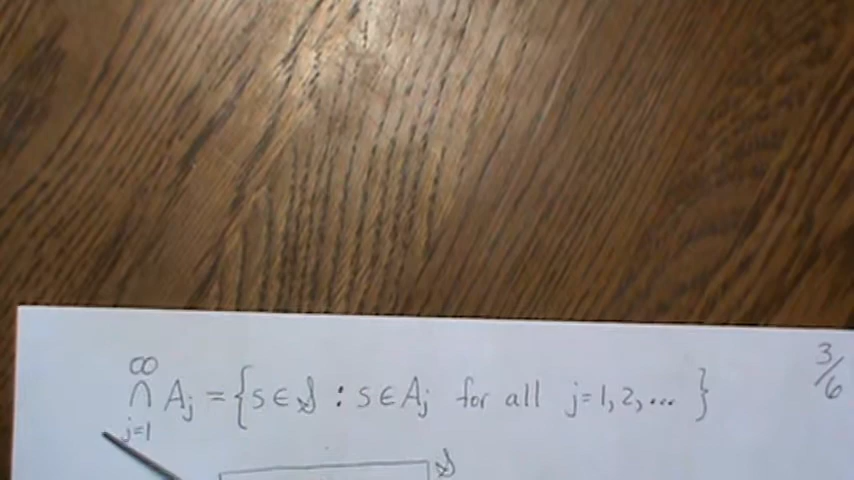 ∞
∩ Aj = {s ∈ 𝒮 : s ∈ Aj for all j=1,2,... }
j=1
3/6
𝒮